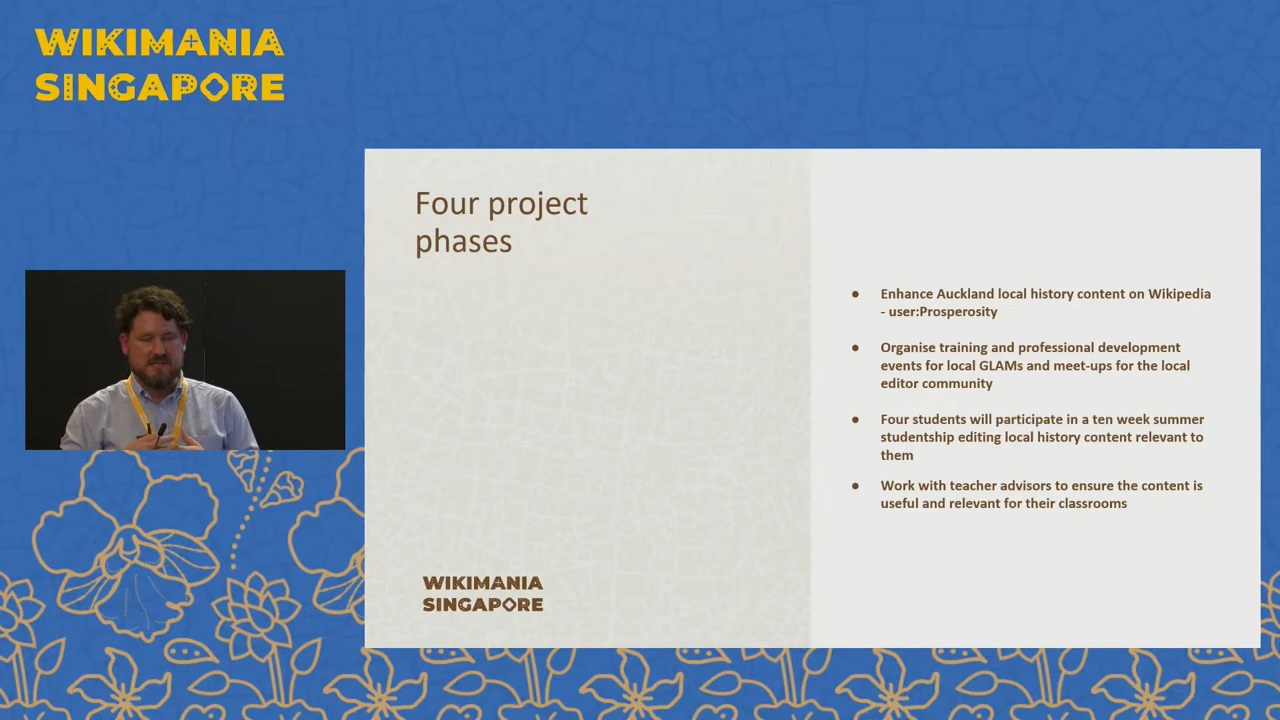 WIKIMANIA
SINGAPORE
Four project
phases
● Enhance Auckland local history content on Wikipedia
- user:Prosperosity
● Organise training and professional development
events for local GLAMs and meet-ups for the local
editor community
● Four students will participate in a ten week summer
studentship editing local history content relevant to
them
● Work with teacher advisors to ensure the content is
useful and relevant for their classrooms
WIKIMANIA
SINGAPORE